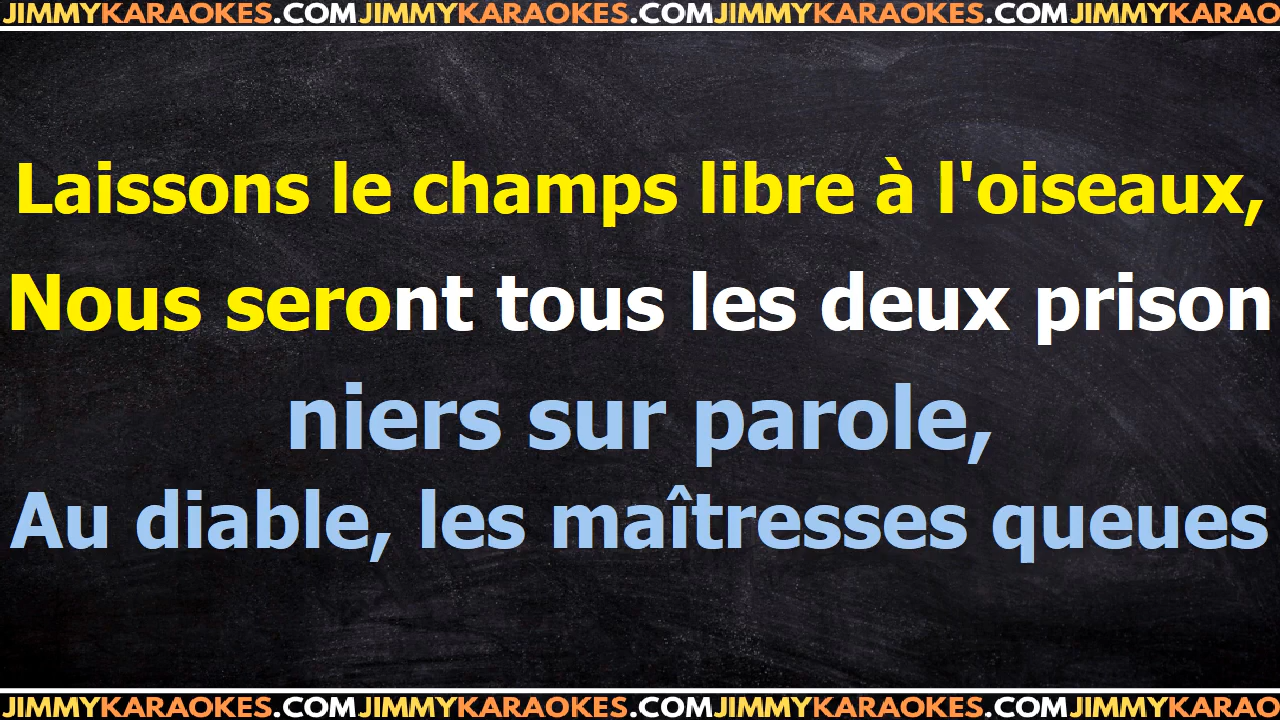 JIMMYKARAOKES.COMJIMMYKARAOKES.COMJIMMYKARAOKES.COMJIMMYKARAO
Laissons le champs libre à l'oiseaux,
Nous seront tous les deux prison
niers sur parole,
Au diable, les maîtresses queues
JIMMYKARAOKES.COMJIMMYKARAOKES.COMJIMMYKARAOKES.COMJIMMYKARAO